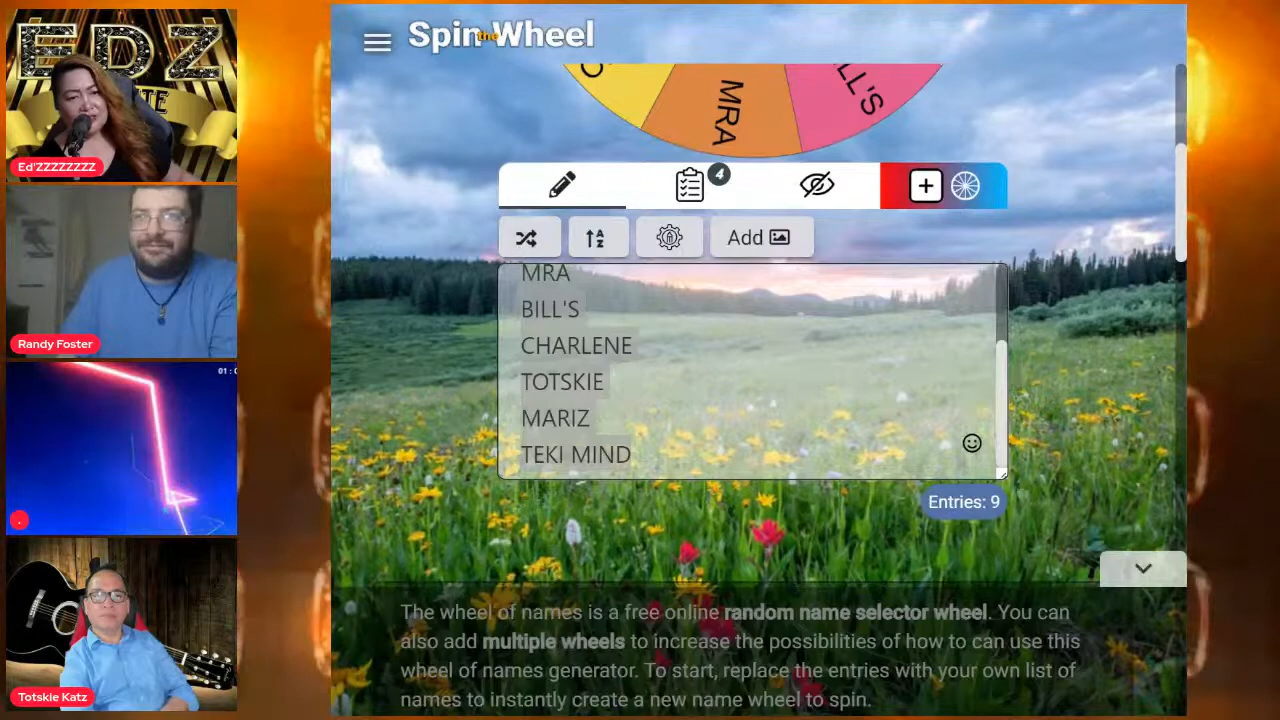 EDZ
Ed'ZZZZZZZZ
Randy Foster
01 :
.
Totskie Katz
Spin the Wheel
MRA
LL'S
4
Add
MRA
BILL'S
CHARLENE
TOTSKIE
MARIZ
TEKI MIND
Entries: 9
The wheel of names is a free online random name selector wheel. You can
also add multiple wheels to increase the possibilities of how to can use this
wheel of names generator. To start, replace the entries with your own list of
names to instantly create a new name wheel to spin.